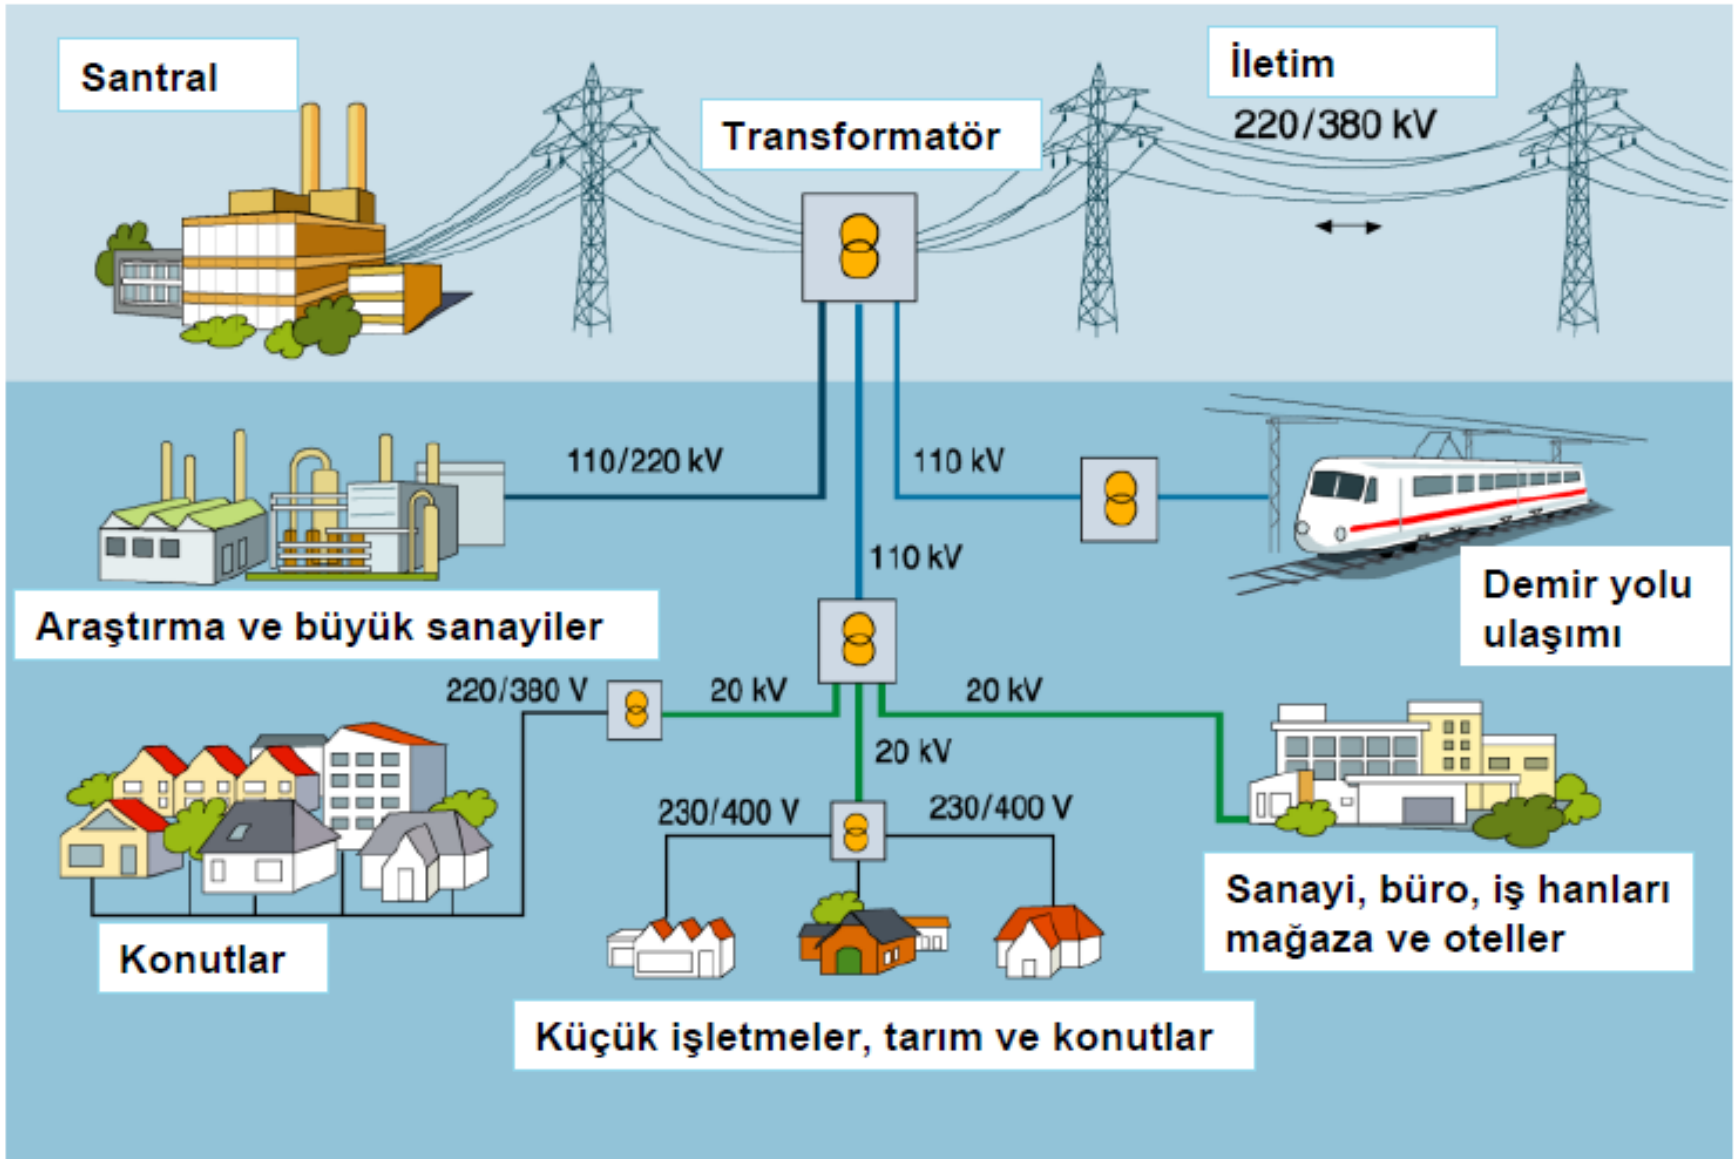 Santral
Transformatör
İletim
220/380 kV
110/220 kV
110 kV
110 kV
Araştırma ve büyük sanayiler
Demir yolu
ulaşımı
220/380 V
20 kV
20 kV
20 kV
230/400 V
230/400 V
Konutlar
Sanayi, büro, iş hanları
mağaza ve oteller
Küçük işletmeler, tarım ve konutlar